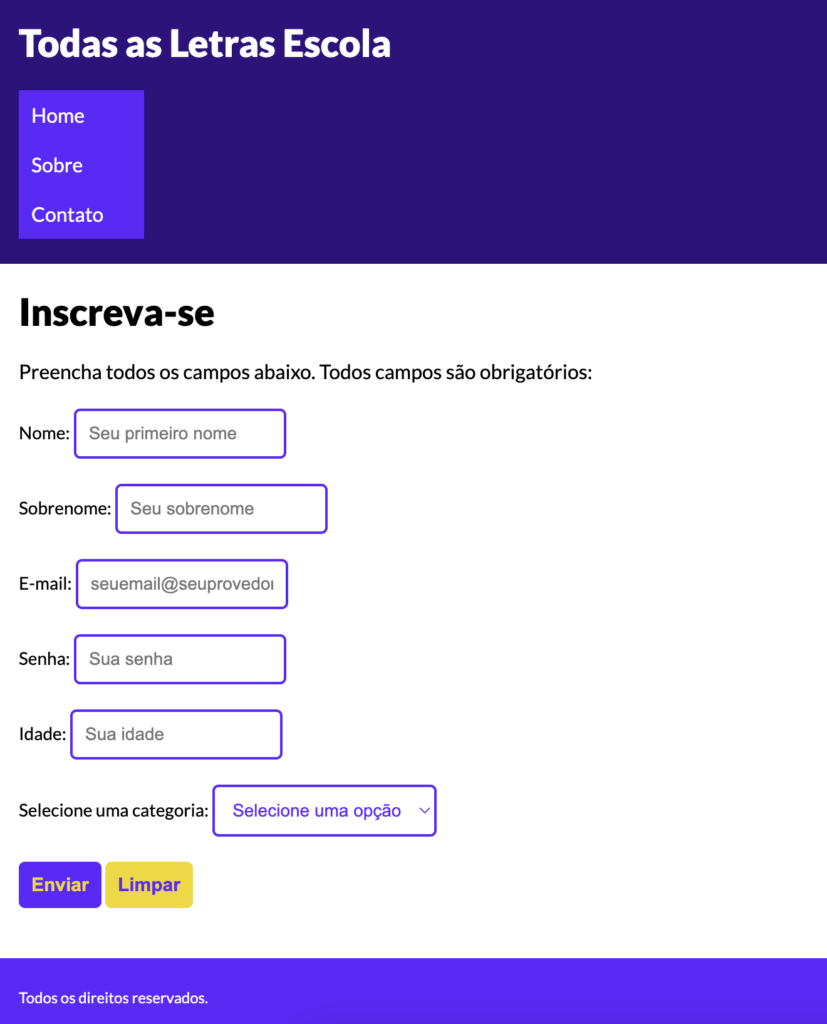 Todas as Letras Escola
Home
Sobre
Contato
Inscreva-se
Preencha todos os campos abaixo. Todos campos são obrigatórios:
Nome: Seu primeiro nome
Sobrenome: Seu sobrenome
E-mail: seuemail@seuprovedor
Senha: Sua senha
Idade: Sua idade
Selecione uma categoria: Selecione uma opção
Enviar Limpar
Todos os direitos reservados.